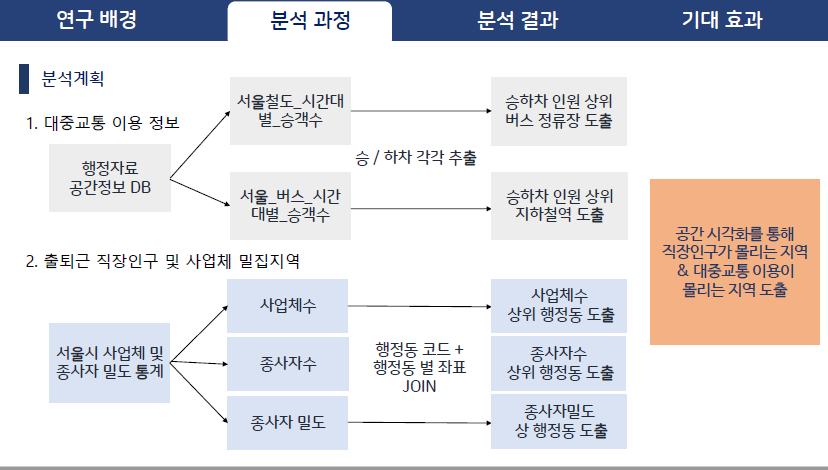 연구 배경
분석 과정
분석 결과
기대 효과
분석계획
1. 대중교통 이용 정보
행정자료
공간정보 DB
서울철도_시간대
별_승객수
서울_버스_시간
대별_승객수
승 / 하차 각각 추출
승하차 인원 상위
버스 정류장 도출
승하차 인원 상위
지하철역 도출
2. 출퇴근 직장인구 및 사업체 밀집지역
서울시 사업체 및
종사자 밀도 통계
사업체수
종사자수
종사자 밀도
행정동 코드 +
행정동 별 좌표
JOIN
사업체수
상위 행정동 도출
종사자수
상위 행정동 도출
종사자밀도
상 행정동 도출
공간 시각화를 통해
직장인구가 몰리는 지역
& 대중교통 이용이
몰리는 지역 도출